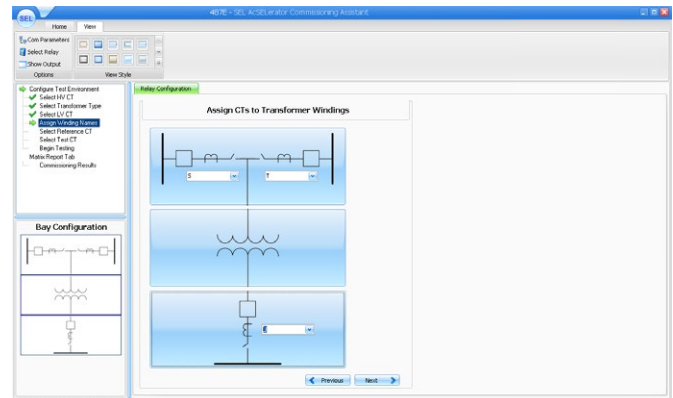 487E - SEL AcSELerator Commissioning Assistant
SEL
Home View
Com Parameters
Select Relay
Show Output
Options View Style
Configure Test Environment
Select HV CT
Select Transformer Type
Select LV CT
Assign Winding Names
Select Reference CT
Select Test CT
Begin Testing
Matrix Report Tab
Commissioning Results
Relay Configuration
Assign CTs to Transformer Windings
S T
Bay Configuration
Previous Next